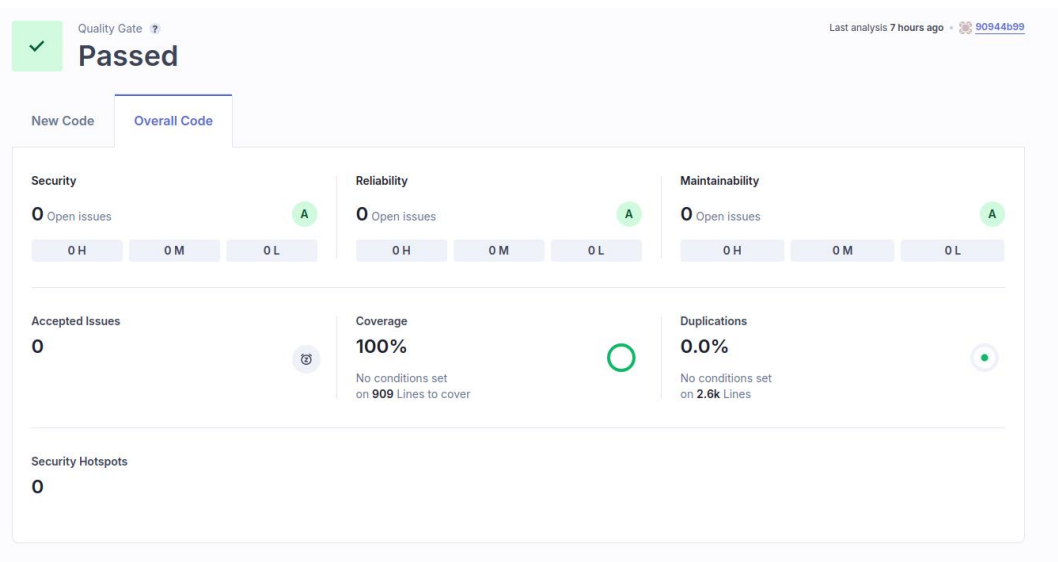 Quality Gate ?
Passed
Last analysis 7 hours ago • 90944b99
New Code
Overall Code
Security
0 Open issues
A
0 H
0 M
0 L
Reliability
0 Open issues
A
0 H
0 M
0 L
Maintainability
0 Open issues
A
0 H
0 M
0 L
Accepted Issues
0
Coverage
100%
No conditions set
on 909 Lines to cover
Duplications
0.0%
No conditions set
on 2.6k Lines
Security Hotspots
0